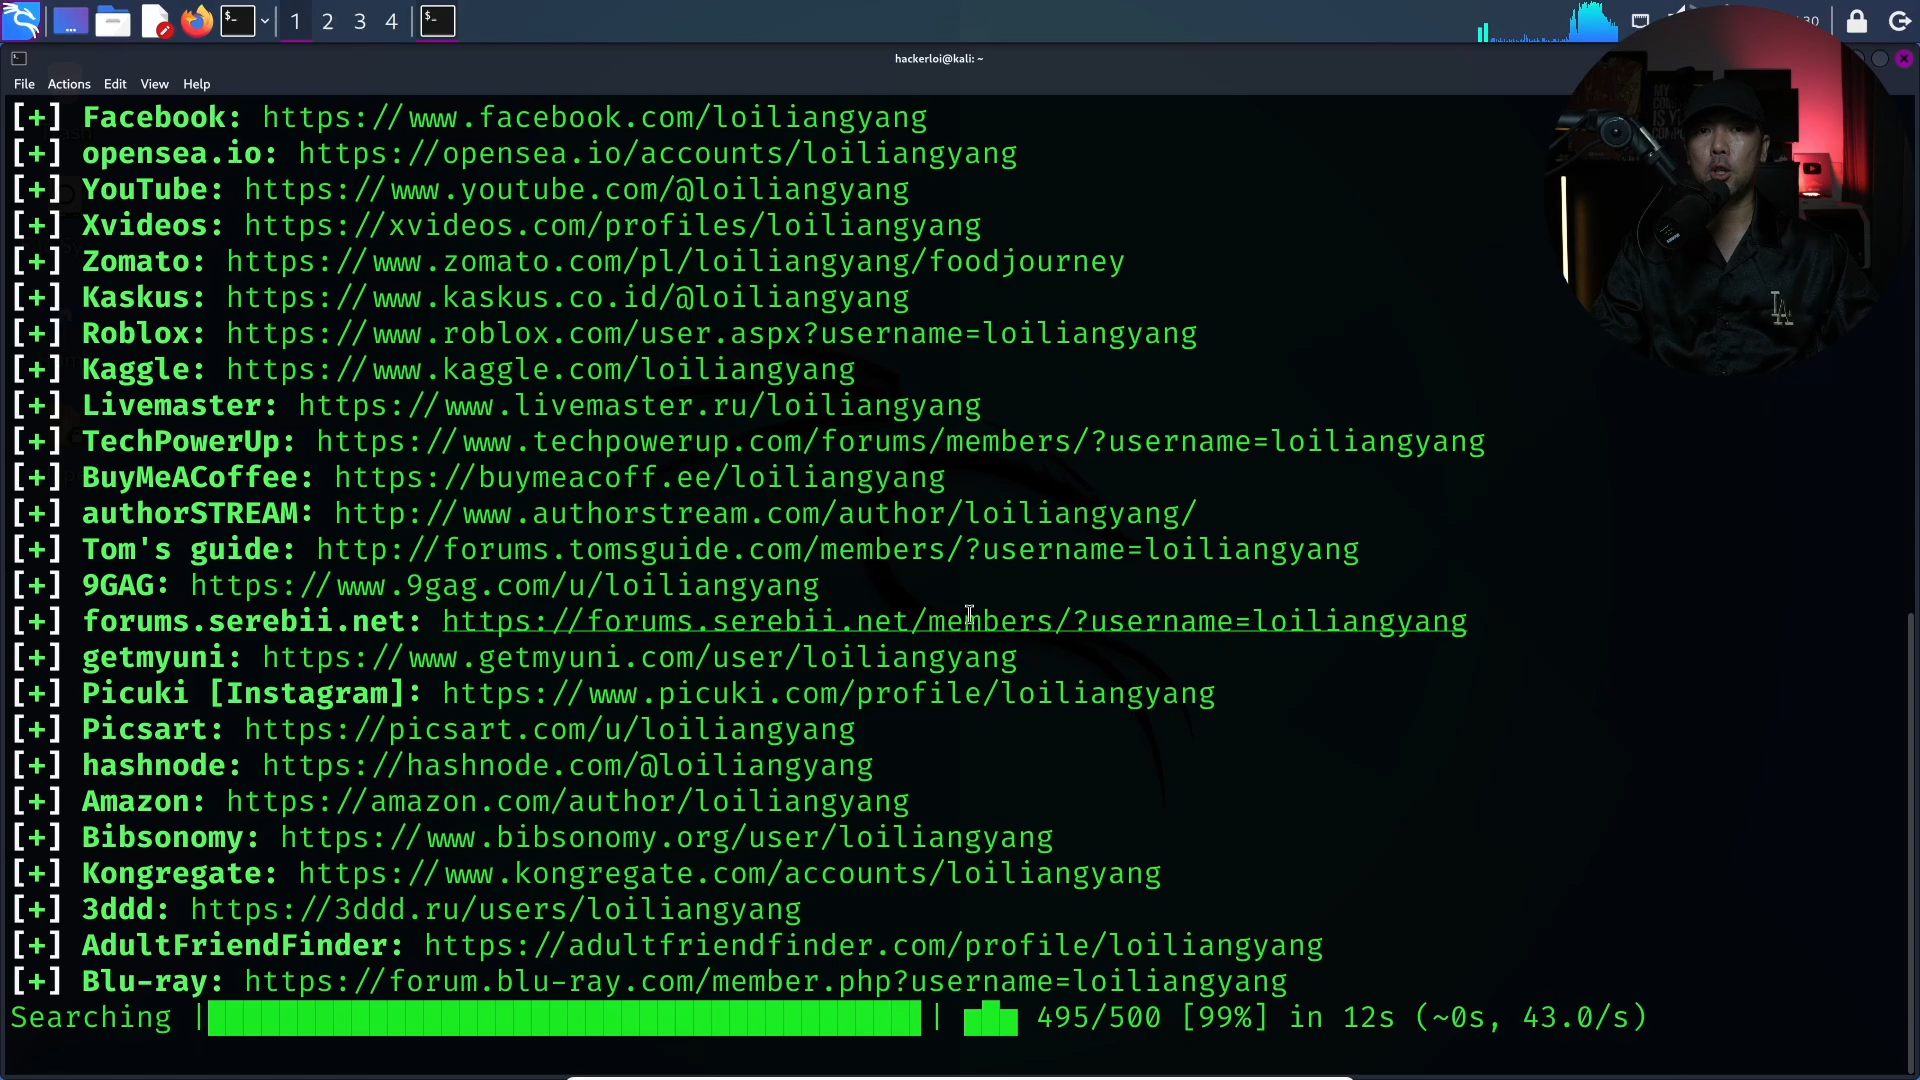 $-
1 2 3 4
$-
30
hackerloi@kali: ~
File Actions Edit View Help
[+] Facebook: https://www.facebook.com/loiliangyang
[+] opensea.io: https://opensea.io/accounts/loiliangyang
[+] YouTube: https://www.youtube.com/@loiliangyang
[+] Xvideos: https://xvideos.com/profiles/loiliangyang
[+] Zomato: https://www.zomato.com/pl/loiliangyang/foodjourney
[+] Kaskus: https://www.kaskus.co.id/@loiliangyang
[+] Roblox: https://www.roblox.com/user.aspx?username=loiliangyang
[+] Kaggle: https://www.kaggle.com/loiliangyang
[+] Livemaster: https://www.livemaster.ru/loiliangyang
[+] TechPowerUp: https://www.techpowerup.com/forums/members/?username=loiliangyang
[+] BuyMeACoffee: https://buymeacoff.ee/loiliangyang
[+] authorSTREAM: http://www.authorstream.com/author/loiliangyang/
[+] Tom's guide: http://forums.tomsguide.com/members/?username=loiliangyang
[+] 9GAG: https://www.9gag.com/u/loiliangyang
[+] forums.serebii.net: https://forums.serebii.net/members/?username=loiliangyang
[+] getmyuni: https://www.getmyuni.com/user/loiliangyang
[+] Picuki [Instagram]: https://www.picuki.com/profile/loiliangyang
[+] Picsart: https://picsart.com/u/loiliangyang
[+] hashnode: https://hashnode.com/@loiliangyang
[+] Amazon: https://amazon.com/author/loiliangyang
[+] Bibsonomy: https://www.bibsonomy.org/user/loiliangyang
[+] Kongregate: https://www.kongregate.com/accounts/loiliangyang
[+] 3ddd: https://3ddd.ru/users/loiliangyang
[+] AdultFriendFinder: https://adultfriendfinder.com/profile/loiliangyang
[+] Blu-ray: https://forum.blu-ray.com/member.php?username=loiliangyang
Searching | | 495/500 [99%] in 12s (~0s, 43.0/s)
LA